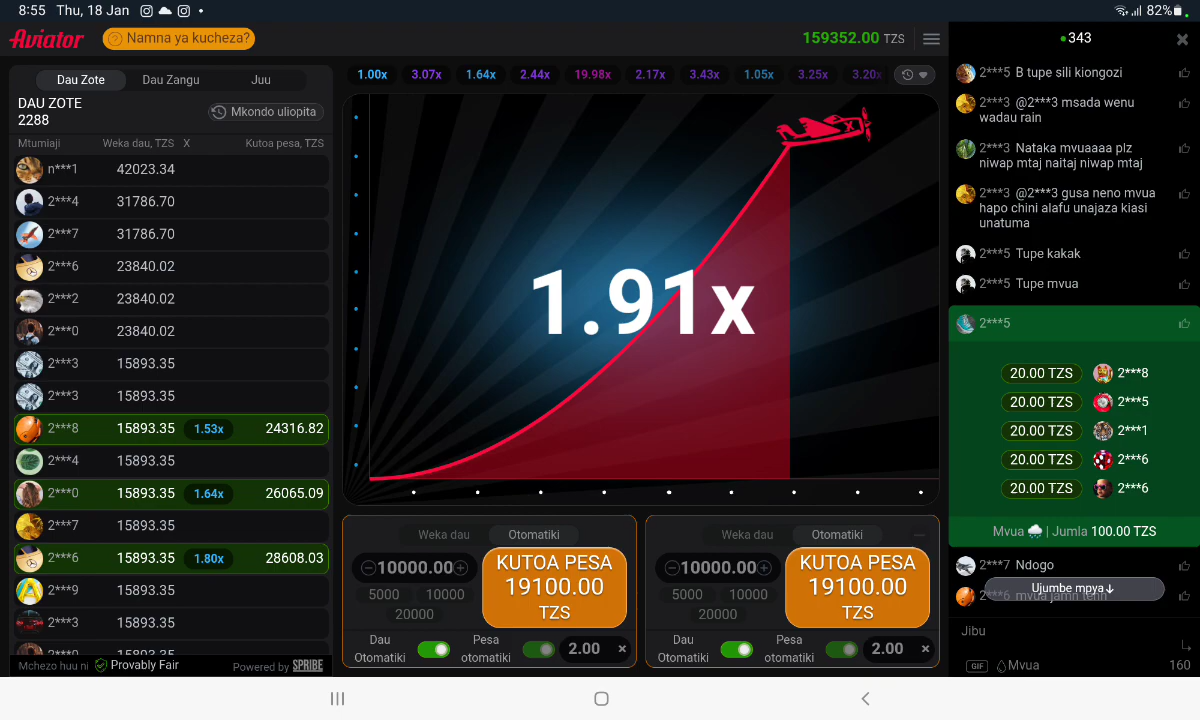 8:55 Thu, 18 Jan
82%
Aviator
Namna ya kucheza?
159352.00 TZS
Dau Zote Dau Zangu Juu
DAU ZOTE
2288
Mkondo uliopita
Mtumiaji Weka dau, TZS X Kutoa pesa, TZS
n***1 42023.34
2***4 31786.70
2***7 31786.70
2***6 23840.02
2***2 23840.02
2***0 23840.02
2***3 15893.35
2***3 15893.35
2***8 15893.35 1.53x 24316.82
2***4 15893.35
2***0 15893.35 1.64x 26065.09
2***7 15893.35
2***6 15893.35 1.80x 28608.03
2***9 15893.35
2***3 15893.35
2***0 15893.35
Mchezo huu ni Provably Fair Powered by SPRIBE
1.00x 3.07x 1.64x 2.44x 19.98x 2.17x 3.43x 1.05x 3.25x 3.20x
1.91x
Weka dau Otomatiki
10000.00
5000 10000
20000
KUTOA PESA
19100.00
TZS
Dau
Otomatiki
Pesa
otomatiki
2.00 ×
Weka dau Otomatiki
10000.00
5000 10000
20000
KUTOA PESA
19100.00
TZS
Dau
Otomatiki
Pesa
otomatiki
2.00 ×
343
2***5 B tupe sili kiongozi
2***3 @2***3 msada wenu
wadau rain
2***3 Nataka mvuaaaa plz
niwap mtaj naitaj niwap mtaj
2***3 @2***3 gusa neno mvua
hapo chini alafu unajaza kiasi
unatuma
2***5 Tupe kakak
2***5 Tupe mvua
2***5
20.00 TZS 2***8
20.00 TZS 2***5
20.00 TZS 2***1
20.00 TZS 2***6
20.00 TZS 2***6
Mvua | Jumla 100.00 TZS
2***7 Ndogo
Ujumbe mpya↓
2***6 mvua jamn tenn
Jibu
GIF Mvua 160